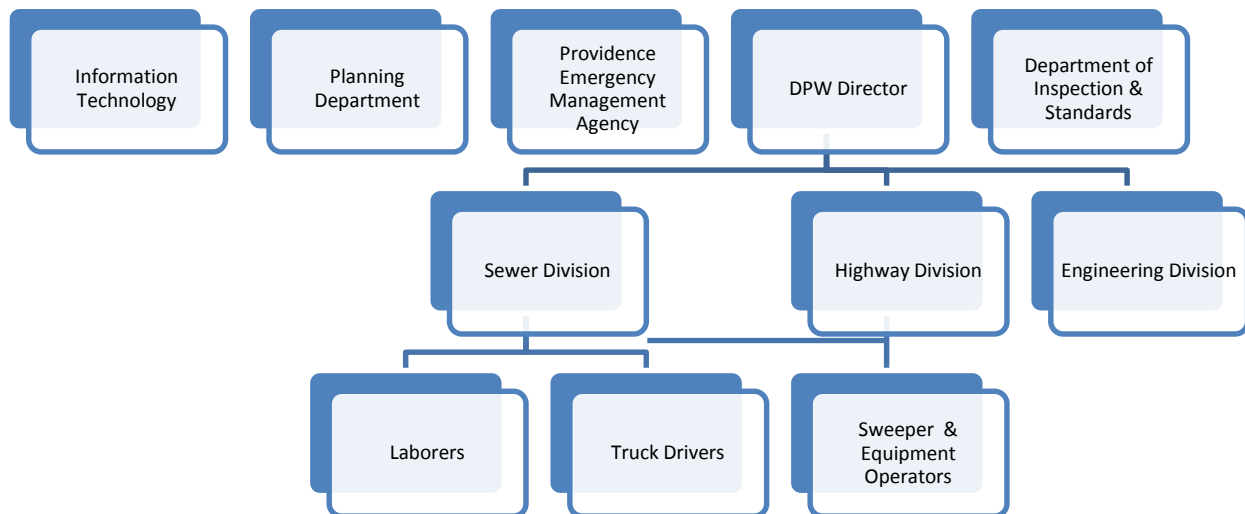 Information
Technology
Planning
Department
Providence
Emergency
Management
Agency
DPW Director
Department of
Inspection &
Standards
Sewer Division
Highway Division
Engineering Division
Laborers
Truck Drivers
Sweeper &
Equipment
Operators